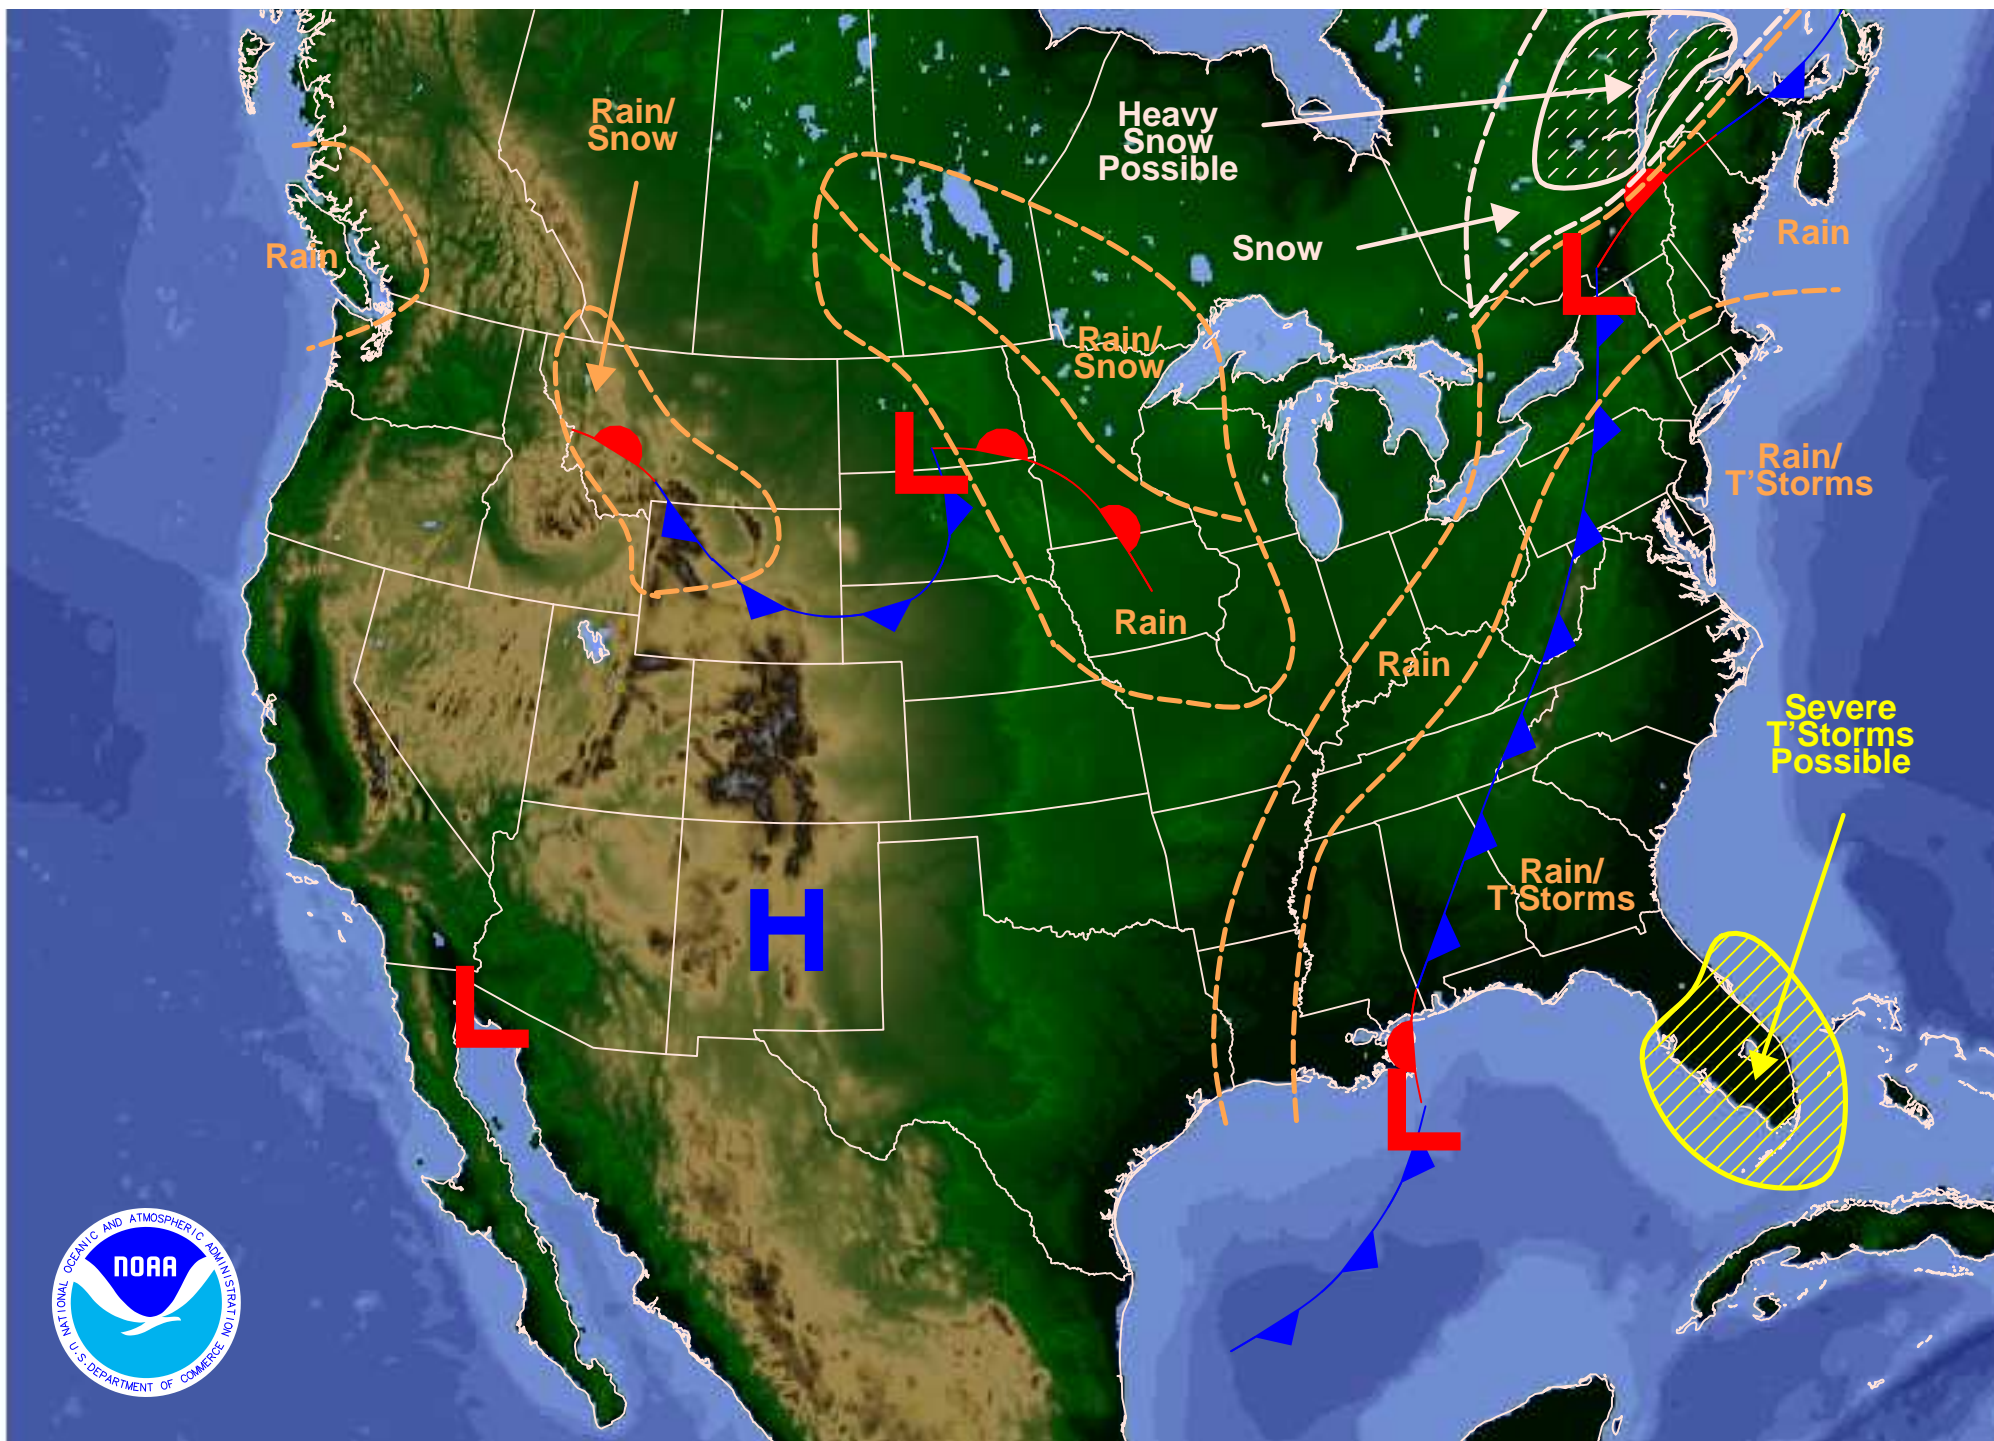 Rain/
Snow
Heavy
Snow
Possible
Rain
Snow
Rain
Rain/
Snow
L
L
Rain/
T'Storms
Rain
Rain
Severe
T'Storms
Possible
Rain/
T'Storms
H
L
L
NATIONAL OCEANIC AND ATMOSPHERIC ADMINISTRATION
NOAA
U.S. DEPARTMENT OF COMMERCE